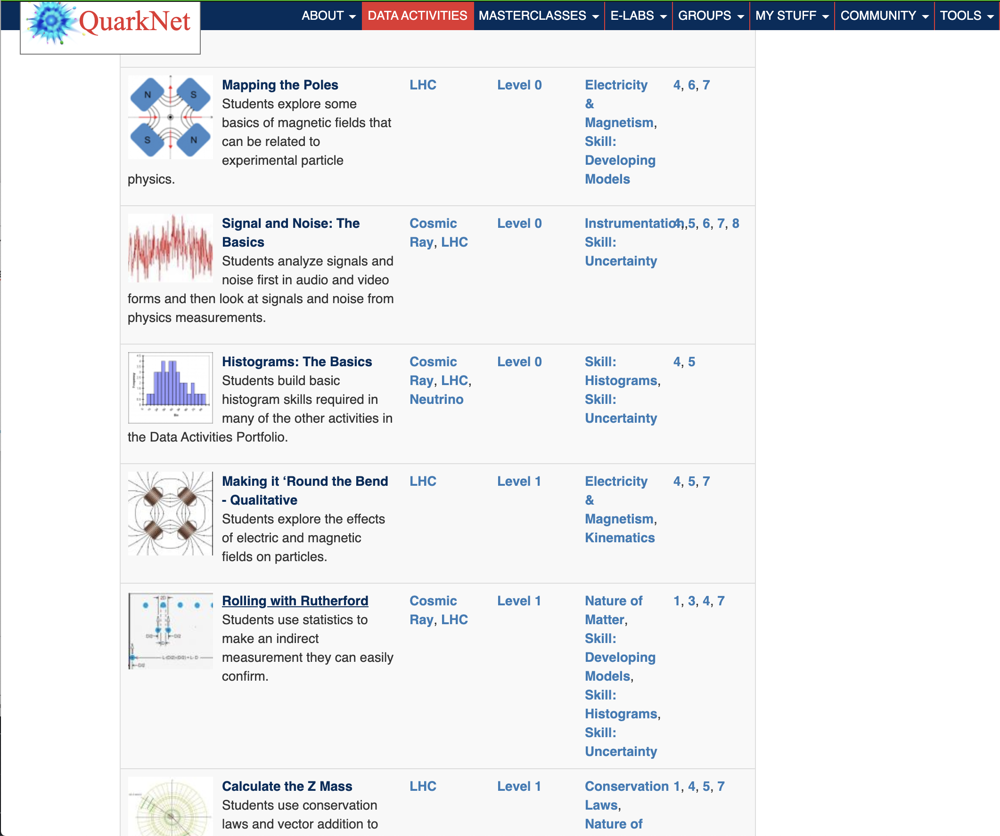 QuarkNet
ABOUT
DATA ACTIVITIES
MASTERCLASSES
E-LABS
GROUPS
MY STUFF
COMMUNITY
TOOLS
N
S
S
N
Mapping the Poles
Students explore some
basics of magnetic fields that
can be related to
experimental particle
physics.
LHC
Level 0
Electricity
&
Magnetism,
Skill:
Developing
Models
4, 6, 7
Signal and Noise: The
Basics
Students analyze signals and
noise first in audio and video
forms and then look at signals and noise from
physics measurements.
Cosmic
Ray, LHC
Level 0
Instrumentation,
Skill:
Uncertainty
4, 5, 6, 7, 8
Frequency
Bin
Histograms: The Basics
Students build basic
histogram skills required in
many of the other activities in
the Data Activities Portfolio.
Cosmic
Ray, LHC,
Neutrino
Level 0
Skill:
Histograms,
Skill:
Uncertainty
4, 5
Making it ‘Round the Bend
- Qualitative
Students explore the effects
of electric and magnetic
fields on particles.
LHC
Level 1
Electricity
&
Magnetism,
Kinematics
4, 5, 7
2D
D/2
D/2
D
L-(D/2)-(D/2)=L-D
D/2
Rolling with Rutherford
Students use statistics to
make an indirect
measurement they can easily
confirm.
Cosmic
Ray, LHC
Level 1
Nature of
Matter,
Skill:
Developing
Models,
Skill:
Histograms,
Skill:
Uncertainty
1, 3, 4, 7
Calculate the Z Mass
Students use conservation
laws and vector addition to
LHC
Level 1
Conservation
Laws,
Nature of
1, 4, 5, 7